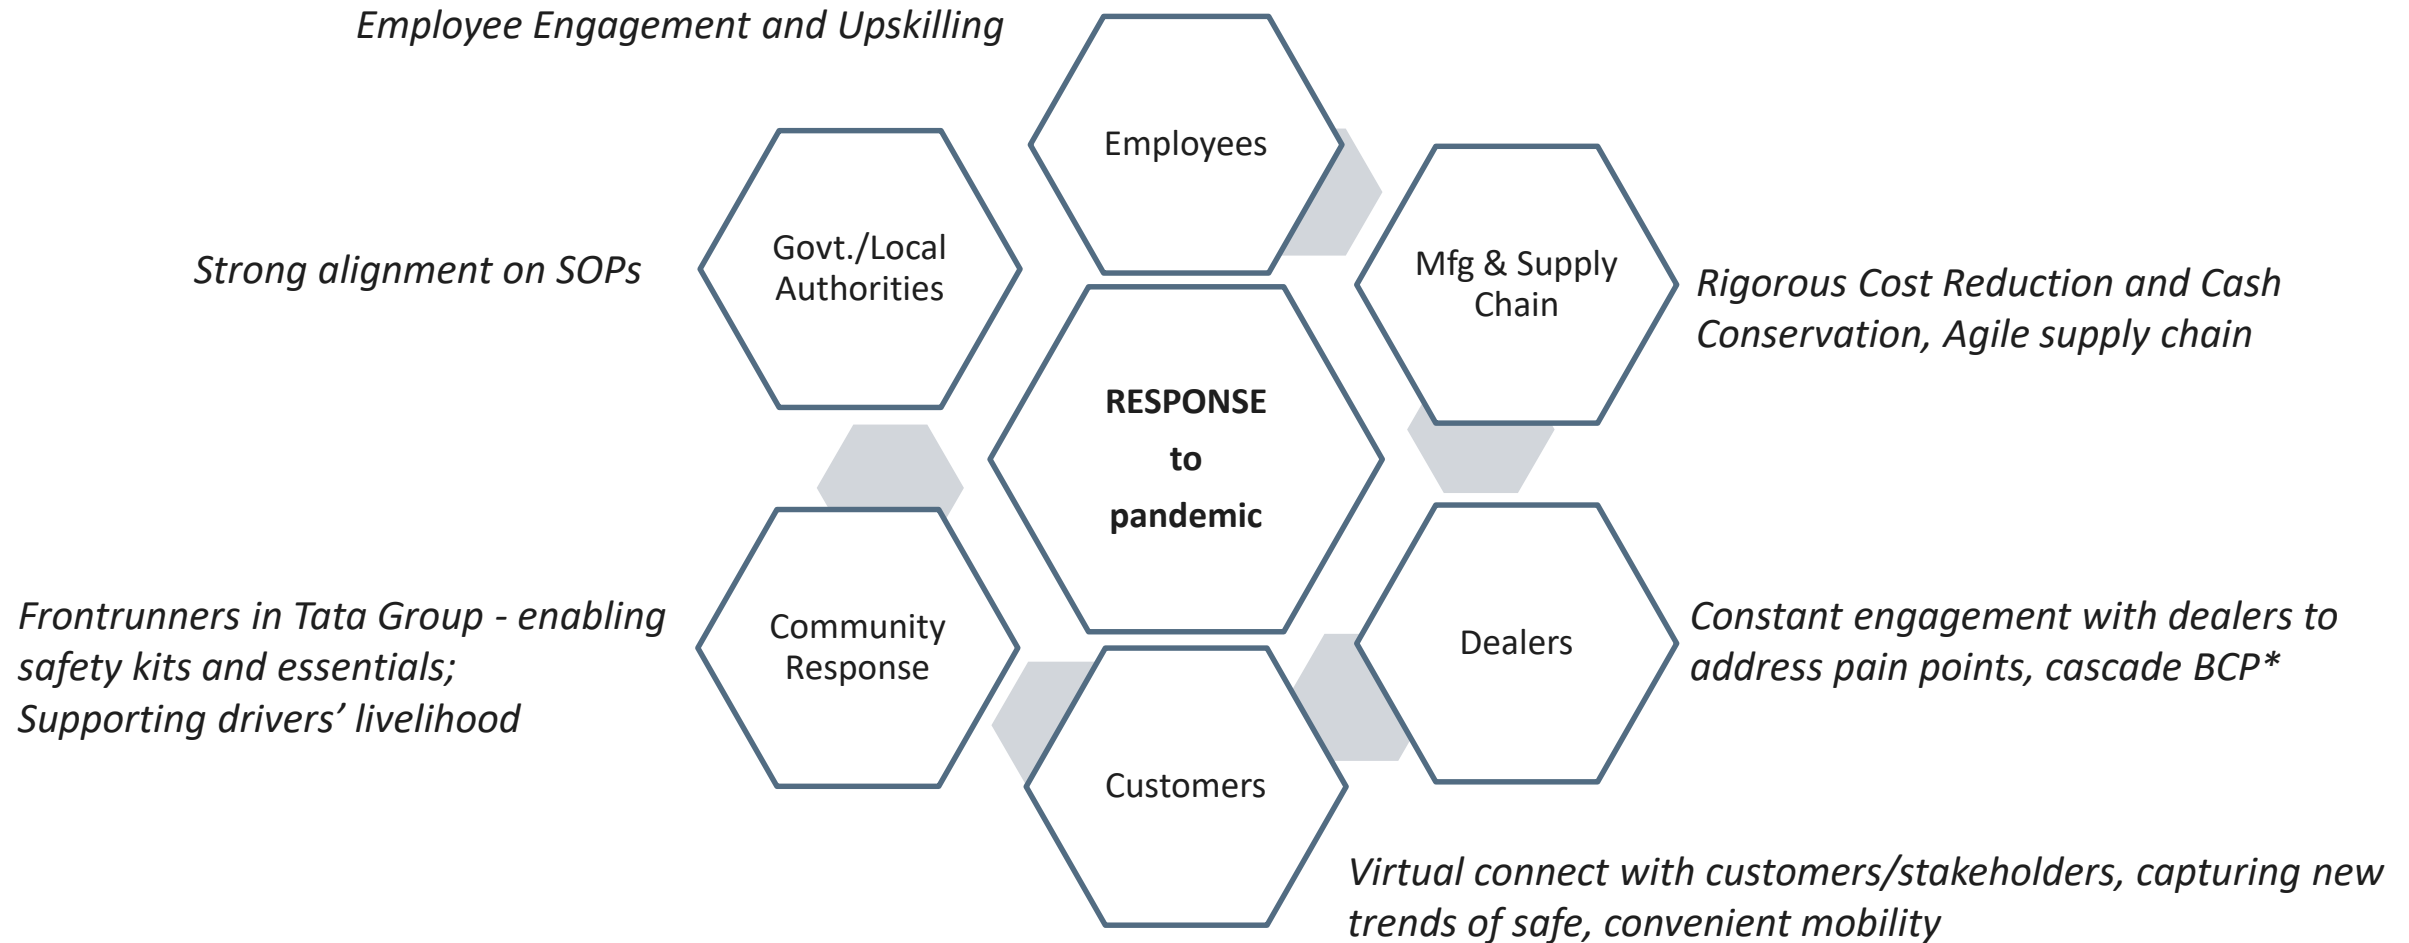 Employee Engagement and Upskilling
Employees
Govt./Local
Authorities
Strong alignment on SOPs
Mfg & Supply
Chain
Rigorous Cost Reduction and Cash
Conservation, Agile supply chain
RESPONSE
to
pandemic
Frontrunners in Tata Group - enabling
safety kits and essentials;
Supporting drivers’ livelihood
Community
Response
Dealers
Constant engagement with dealers to
address pain points, cascade BCP*
Customers
Virtual connect with customers/stakeholders, capturing new
trends of safe, convenient mobility